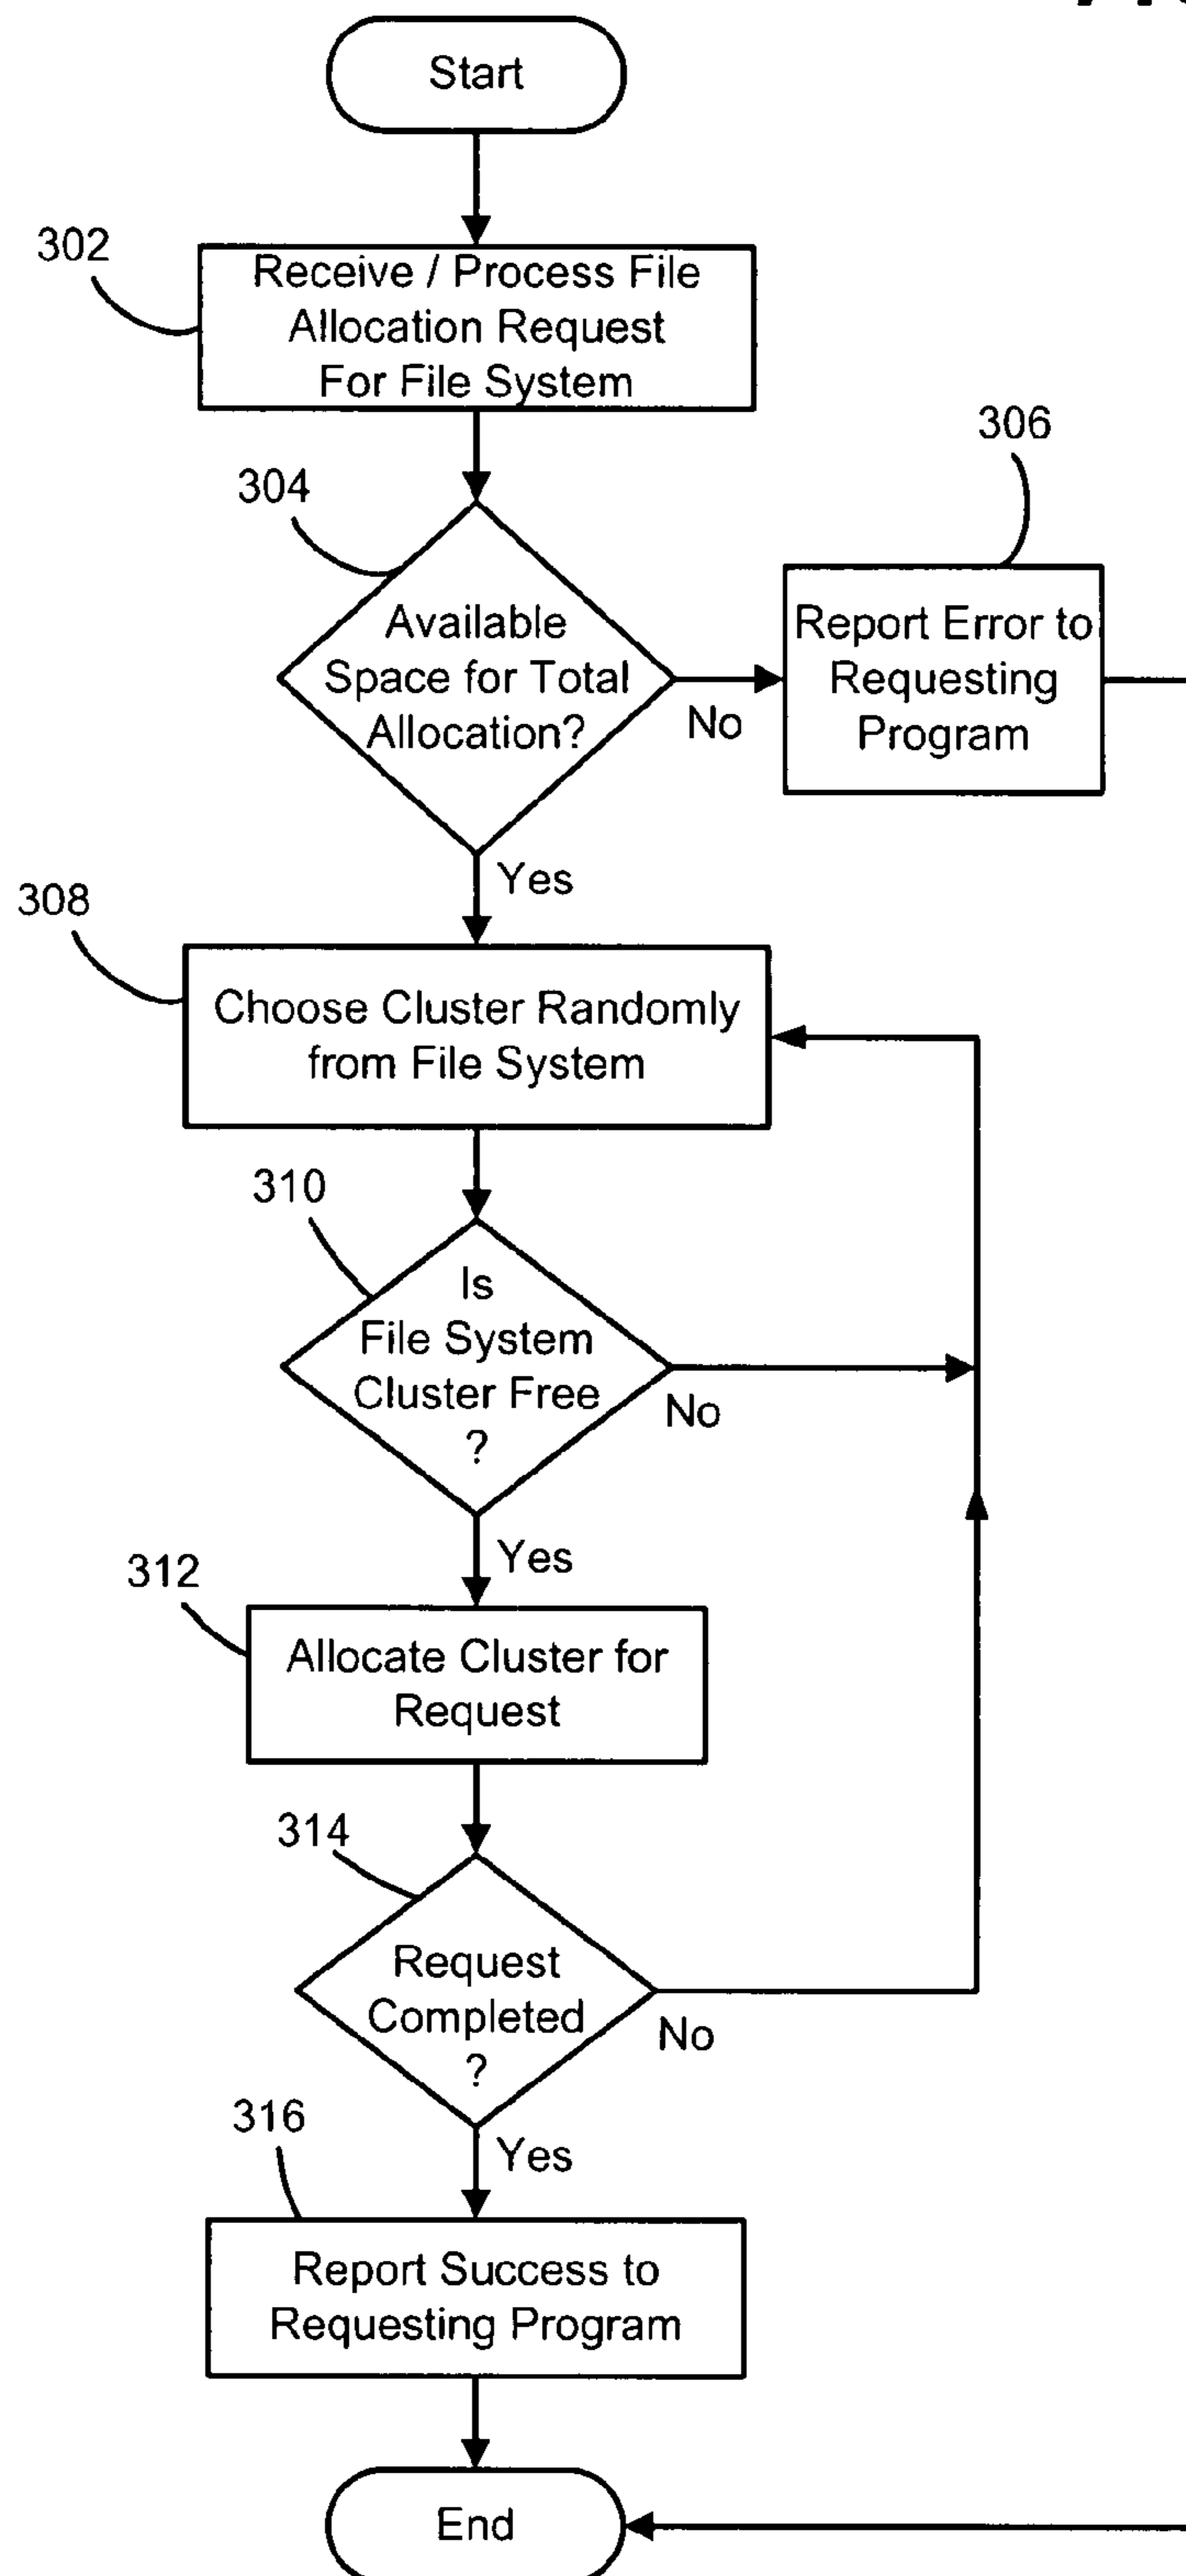 Start
302
Receive / Process File
Allocation Request
For File System
304
306
Available
Space for Total
Allocation?
No
Report Error to
Requesting
Program
Yes
308
Choose Cluster Randomly
from File System
310
Is
File System
Cluster Free
?
No
Yes
312
Allocate Cluster for
Request
314
Request
Completed
?
No
316
Yes
Report Success to
Requesting Program
End